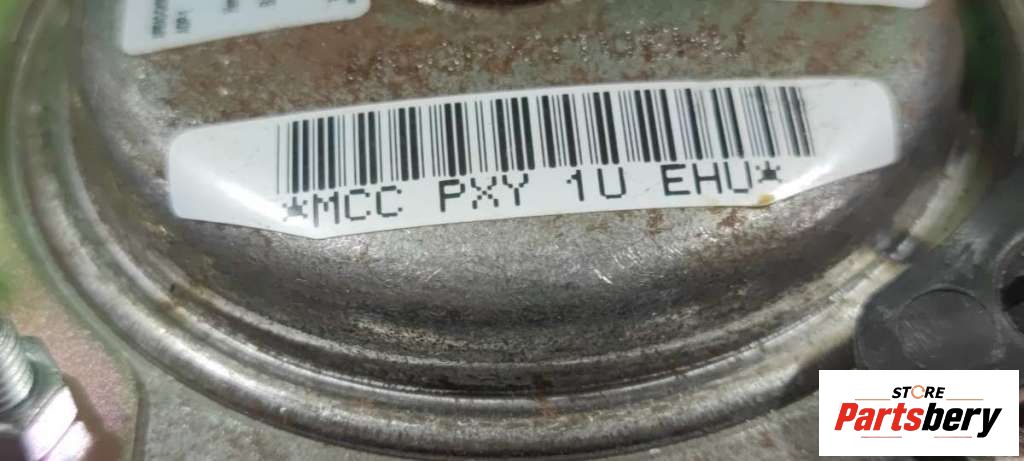 *MCC PXY 1U EHU*
STORE
Partsbery